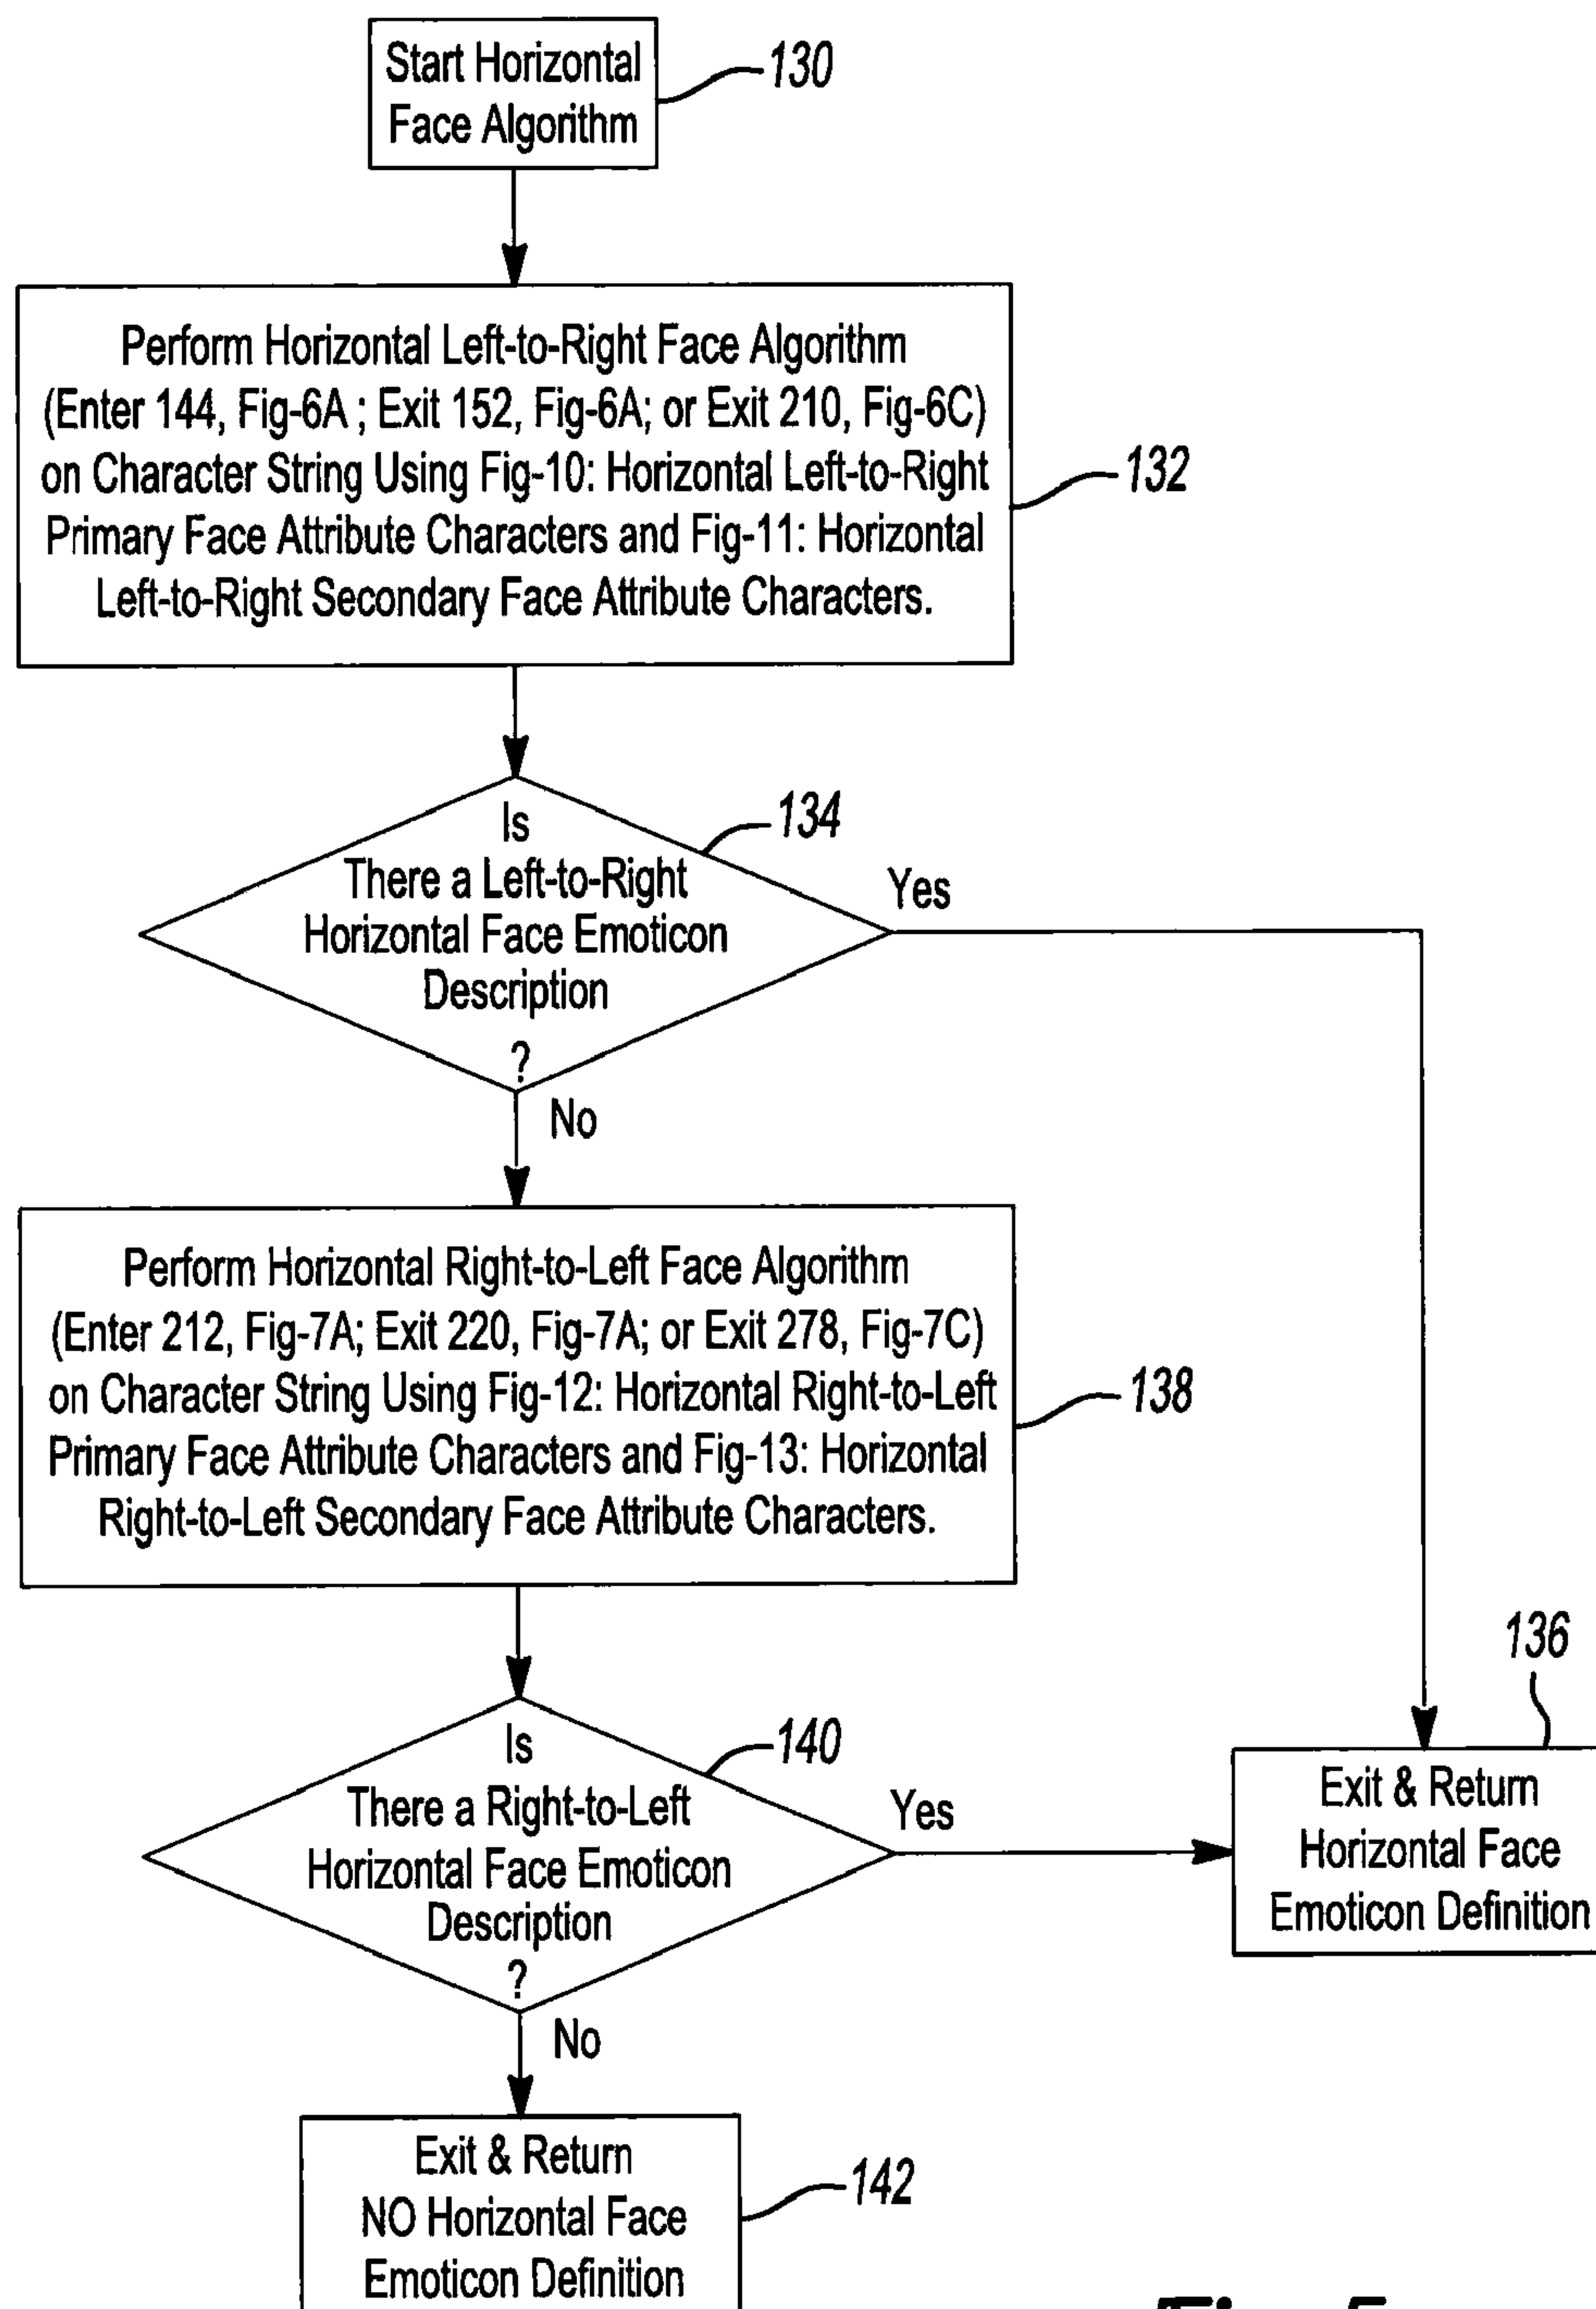 Start Horizontal
Face Algorithm
130
Perform Horizontal Left-to-Right Face Algorithm
(Enter 144, Fig-6A ; Exit 152, Fig-6A; or Exit 210, Fig-6C)
on Character String Using Fig-10: Horizontal Left-to-Right
Primary Face Attribute Characters and Fig-11: Horizontal
Left-to-Right Secondary Face Attribute Characters.
132
Is
There a Left-to-Right
Horizontal Face Emoticon
Description
?
134
Yes
No
Perform Horizontal Right-to-Left Face Algorithm
(Enter 212, Fig-7A; Exit 220, Fig-7A; or Exit 278, Fig-7C)
on Character String Using Fig-12: Horizontal Right-to-Left
Primary Face Attribute Characters and Fig-13: Horizontal
Right-to-Left Secondary Face Attribute Characters.
138
Is
There a Right-to-Left
Horizontal Face Emoticon
Description
?
140
Yes
136
Exit & Return
Horizontal Face
Emoticon Definition
No
Exit & Return
NO Horizontal Face
Emoticon Definition
142